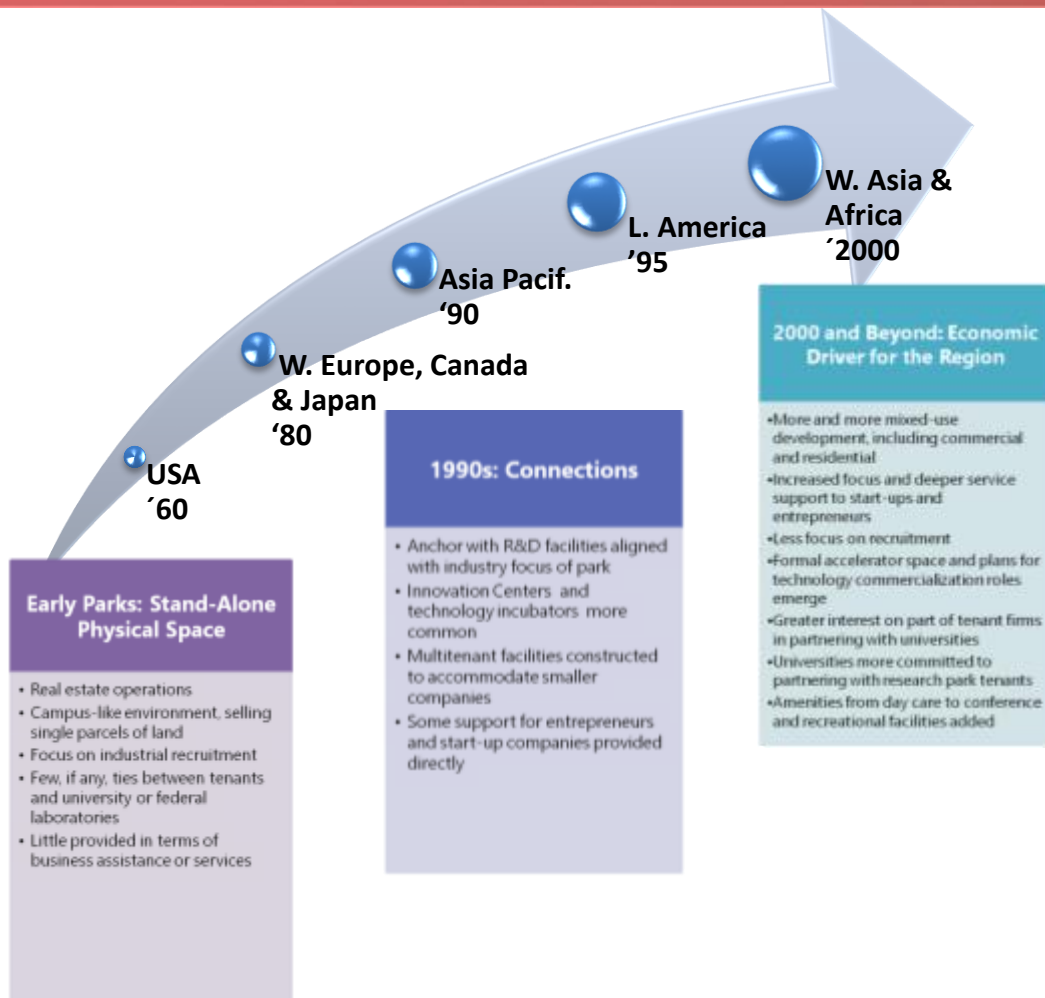 USA
´60
W. Europe, Canada
& Japan
‘80
Asia Pacif.
‘90
L. America
’95
W. Asia &
Africa
´2000
Early Parks: Stand-Alone
Physical Space
• Real estate operations
• Campus-like environment, selling
single parcels of land
• Focus on industrial recruitment
• Few, if any, ties between tenants
and university or federal
laboratories
• Little provided in terms of
business assistance or services
1990s: Connections
• Anchor with R&D facilities aligned
with industry focus of park
• Innovation Centers and
technology incubators more
common
• Multitenant facilities constructed
to accommodate smaller
companies
• Some support for entrepreneurs
and start-up companies provided
directly
2000 and Beyond: Economic
Driver for the Region
•More and more mixed-use
development, including commercial
and residential
•Increased focus and deeper service
support to start-ups and
entrepreneurs
•Less focus on recruitment
•Formal accelerator space and plans for
technology commercialization roles
emerge
•Greater interest on part of tenant firms
in partnering with universities
•Universities more committed to
partnering with research park tenants
•Amenities from day care to conference
and recreational facilities added